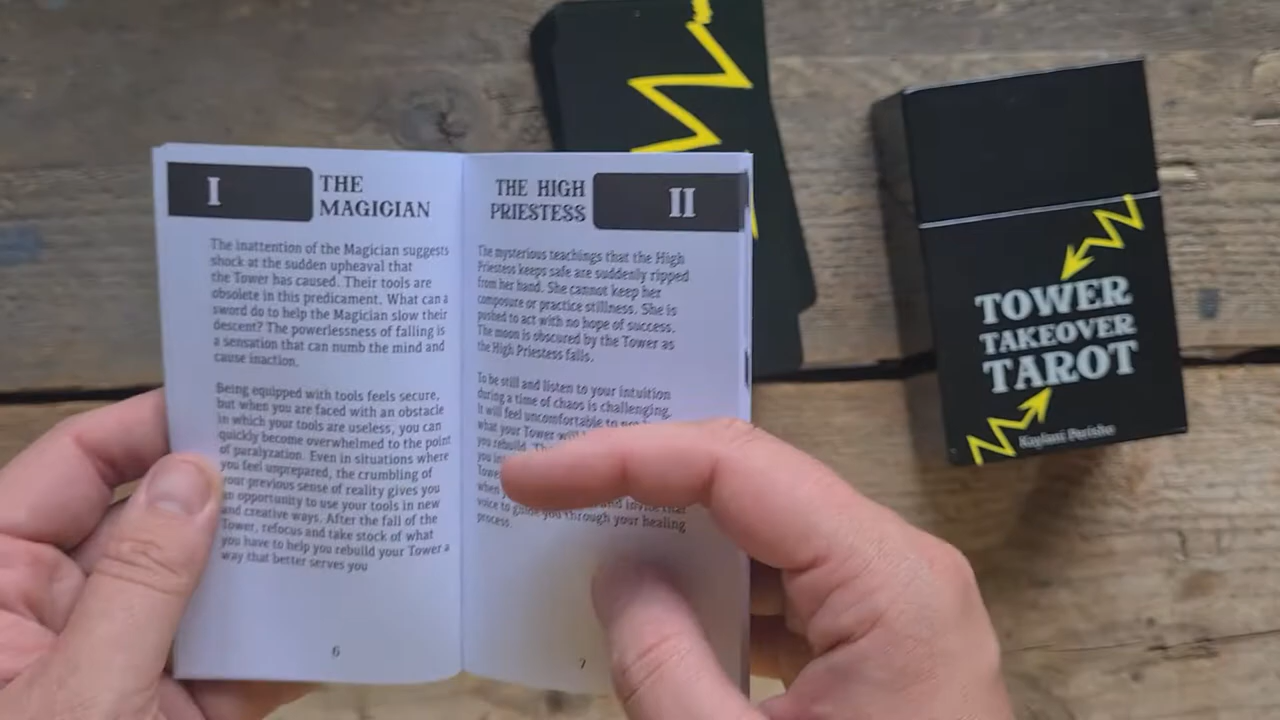 I
THE
MAGICIAN
The inattention of the Magician suggests
shock at the sudden upheaval that
the Tower has caused. Their tools are
obsolete in this predicament. What can a
sword do to help the Magician slow their
descent? The powerlessness of falling is
a sensation that can numb the mind and
cause inaction.
Being equipped with tools feels secure,
but when you are faced with an obstacle
in which your tools are useless, you can
quickly become overwhelmed to the point
of paralyzation. Even in situations where
you feel unprepared, the crumbling of
your previous sense of reality gives you
an opportunity to use your tools in new
and creative ways. After the fall of the
Tower, refocus and take stock of what
you have to help you rebuild your Tower a
way that better serves you
6
THE HIGH
PRIESTESS
II
The mysterious teachings that the High
Priestess keeps safe are suddenly ripped
from her hand. She cannot keep her
composure or practice stillness. She is
pushed to act with no hope of success.
The moon is obscured by the Tower as
the High Priestess falls.
To be still and listen to your intuition
during a time of chaos is challenging.
It will feel uncomfortable to
what your Tower will
you rebuild.
you
Tower
when and invite that
voice to guide you through your healing
process.
7
TOWER
TAKEOVER
TAROT
Kaylani Perisho